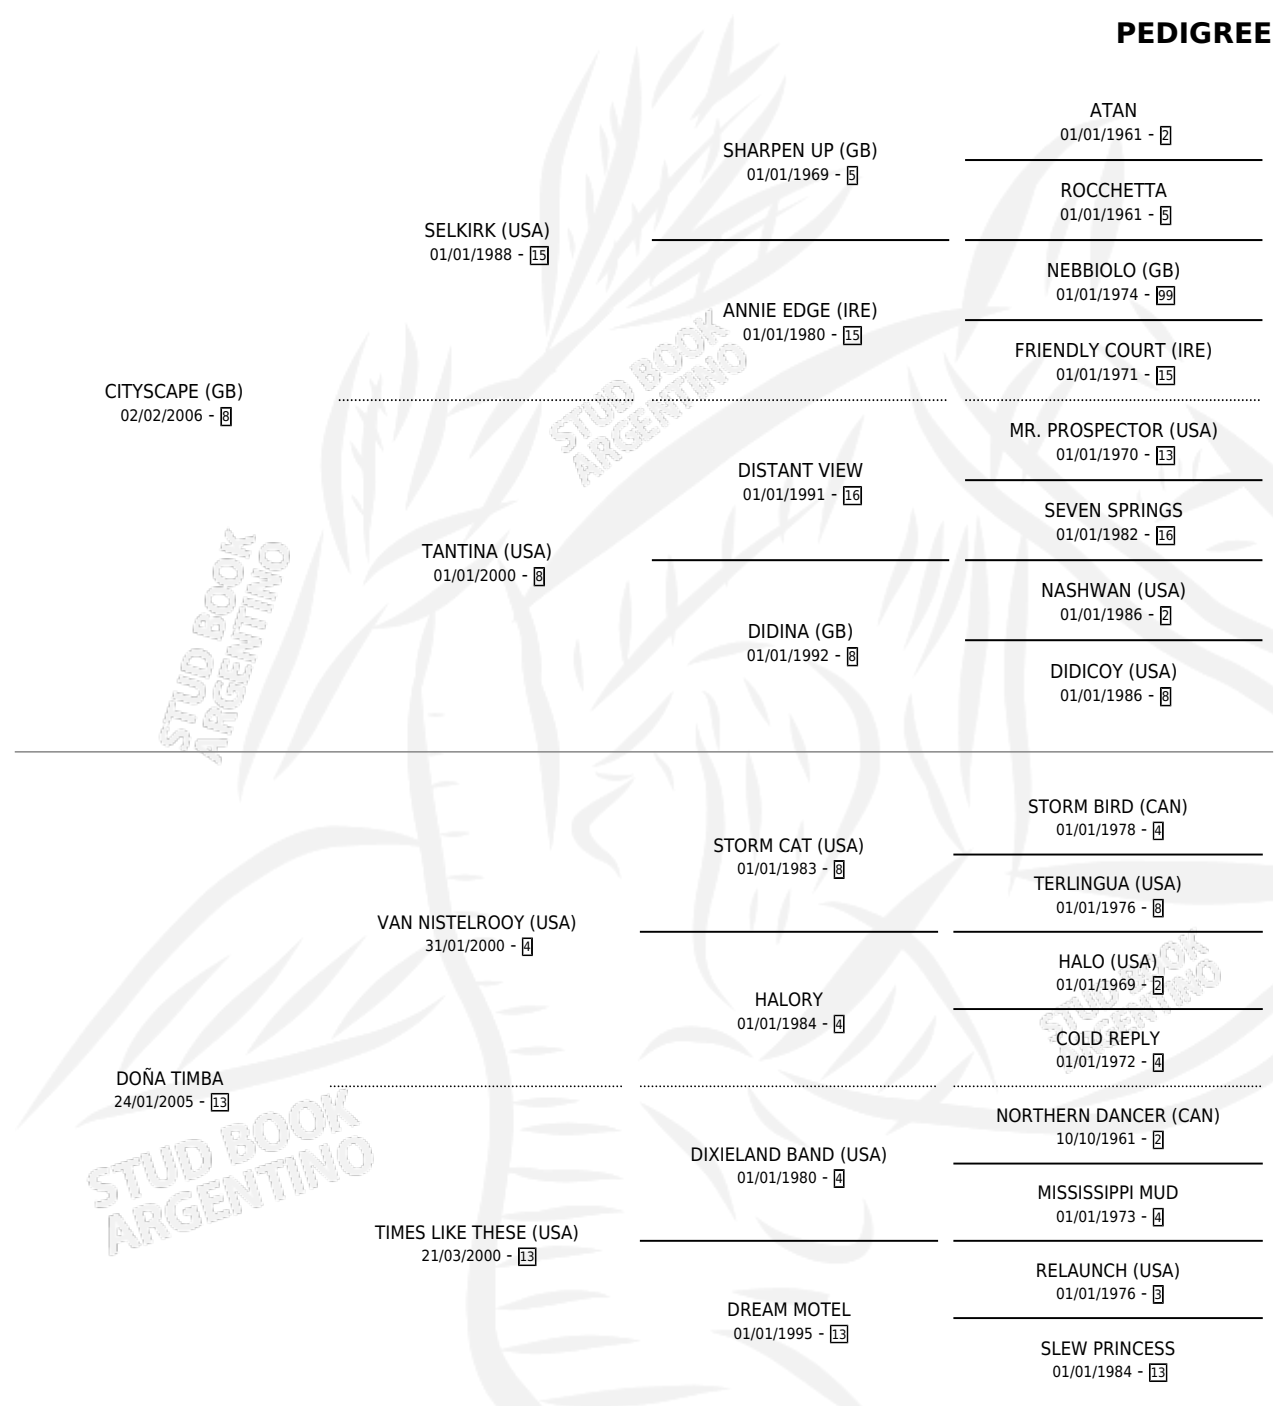 PEDIGREE
CITYSCAPE (GB)
02/02/2006 - 8
SELKIRK (USA)
01/01/1988 - 15
TANTINA (USA)
01/01/2000 - 8
SHARPEN UP (GB)
01/01/1969 - 5
ANNIE EDGE (IRE)
01/01/1980 - 15
DISTANT VIEW
01/01/1991 - 16
DIDINA (GB)
01/01/1992 - 8
ATAN
01/01/1961 - 2
ROCCHETTA
01/01/1961 - 5
NEBBIOLO (GB)
01/01/1974 - 99
FRIENDLY COURT (IRE)
01/01/1971 - 15
MR. PROSPECTOR (USA)
01/01/1970 - 13
SEVEN SPRINGS
01/01/1982 - 16
NASHWAN (USA)
01/01/1986 - 2
DIDICOY (USA)
01/01/1986 - 8
STUD BOOK
ARGENTINO
STUD BOOK
ARGENTINO
DOÑA TIMBA
24/01/2005 - 13
VAN NISTELROOY (USA)
31/01/2000 - 4
TIMES LIKE THESE (USA)
21/03/2000 - 13
STORM CAT (USA)
01/01/1983 - 8
HALORY
01/01/1984 - 4
DIXIELAND BAND (USA)
01/01/1980 - 4
DREAM MOTEL
01/01/1995 - 13
STORM BIRD (CAN)
01/01/1978 - 4
TERLINGUA (USA)
01/01/1976 - 8
HALO (USA)
01/01/1969 - 2
COLD REPLY
01/01/1972 - 4
NORTHERN DANCER (CAN)
10/10/1961 - 2
MISSISSIPPI MUD
01/01/1973 - 4
RELAUNCH (USA)
01/01/1976 - 3
SLEW PRINCESS
01/01/1984 - 13
STUD BOOK
ARGENTINO
STUD BOOK
ARGENTINO